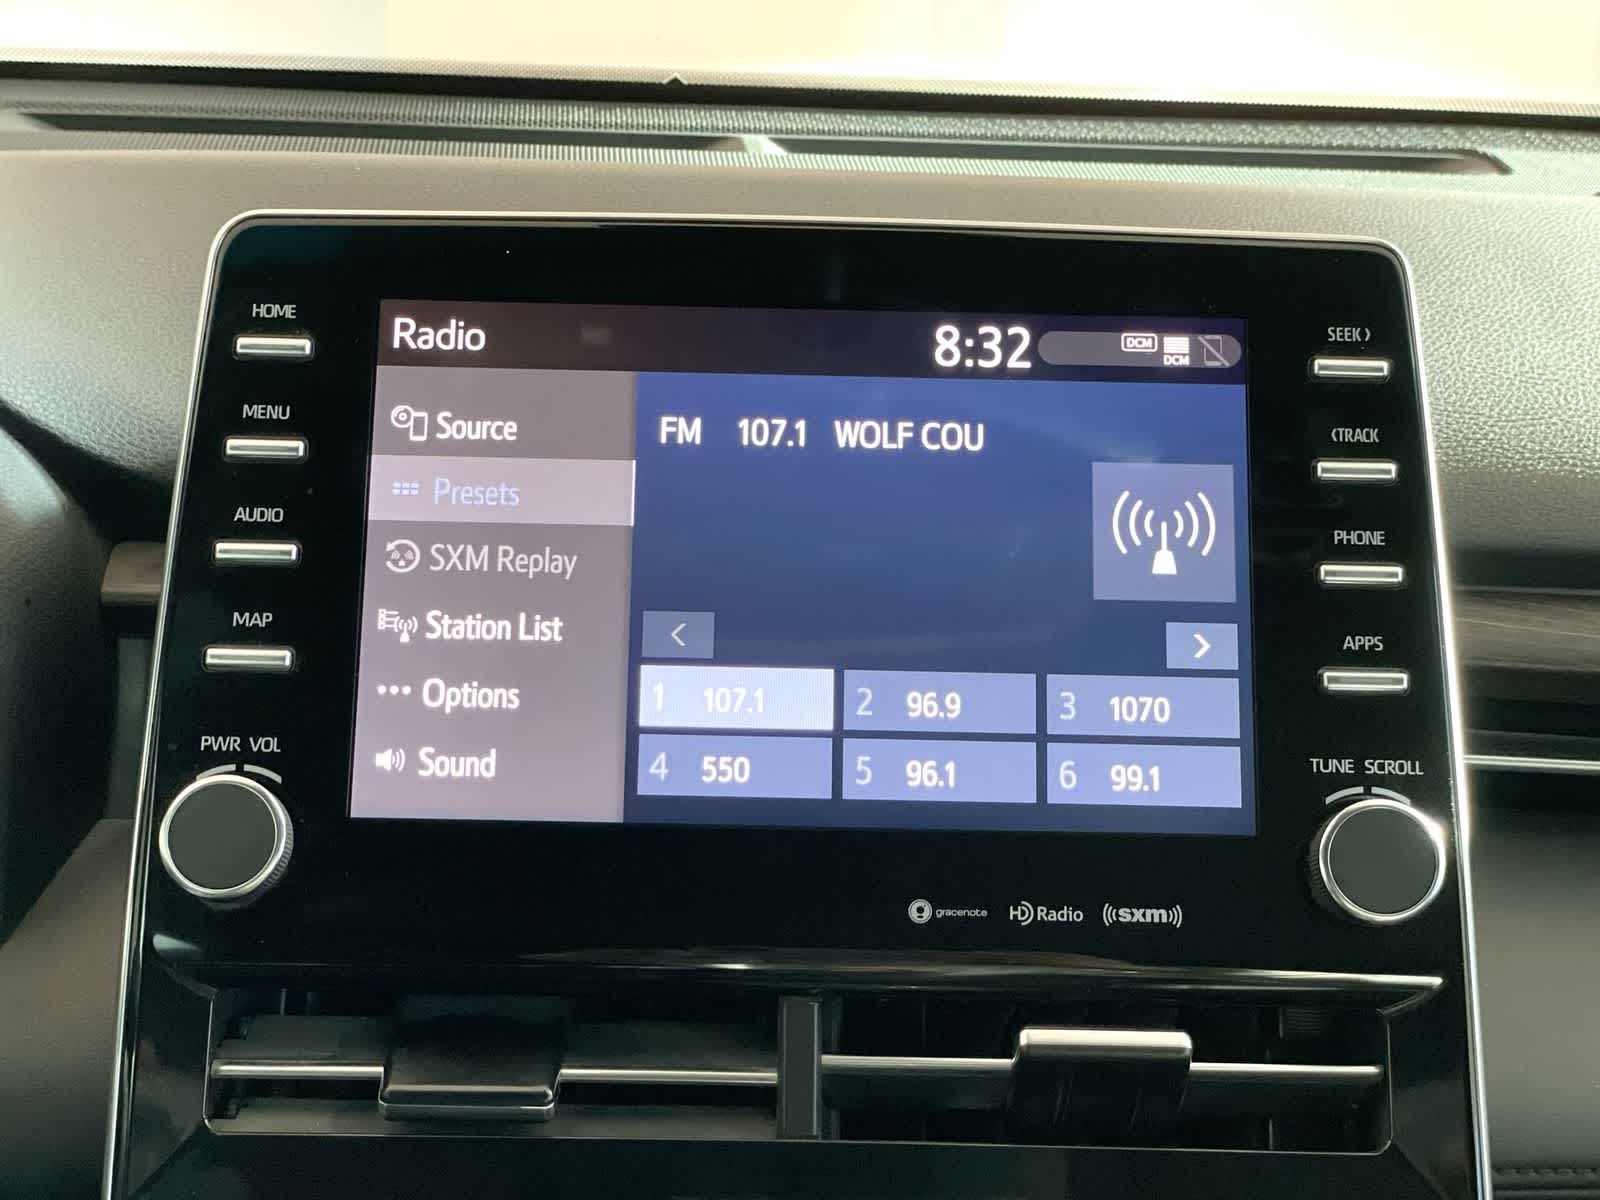 HOME
MENU
AUDIO
MAP
PWR VOL
Radio
8:32
DCM
DCM
Source
Presets
SXM Replay
Station List
Options
Sound
FM 107.1 WOLF COU
<
>
1 107.1
2 96.9
3 1070
4 550
5 96.1
6 99.1
SEEK >
< TRACK
PHONE
APPS
TUNE SCROLL
gracenote
HD Radio
((sxm))